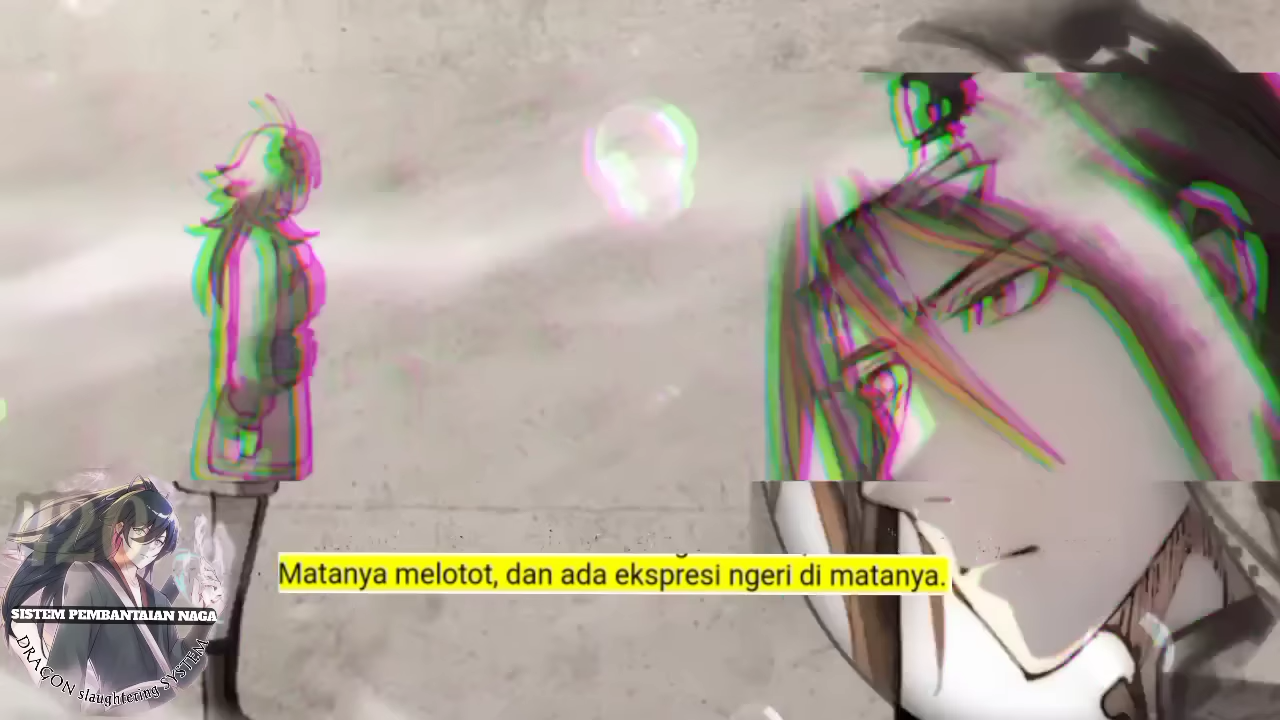 Matanya melotot, dan ada ekspresi ngeri di matanya.
SISTEM PEMBANTAIAN NAGA
DRAGON slaughtering SYSTEM